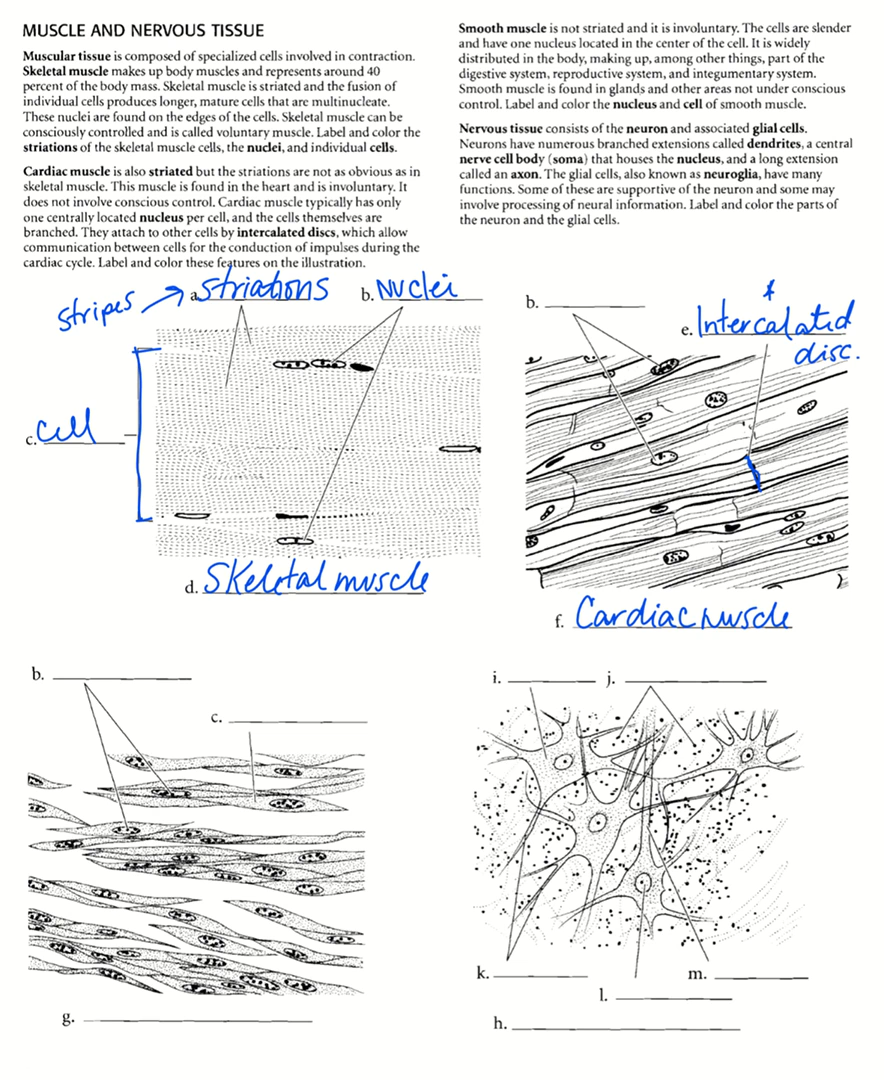 MUSCLE AND NERVOUS TISSUE
Muscular tissue is composed of specialized cells involved in contraction.
Skeletal muscle makes up body muscles and represents around 40
percent of the body mass. Skeletal muscle is striated and the fusion of
individual cells produces longer, mature cells that are multinucleate.
These nuclei are found on the edges of the cells. Skeletal muscle can be
consciously controlled and is called voluntary muscle. Label and color the
striations of the skeletal muscle cells, the nuclei, and individual cells.
Cardiac muscle is also striated but the striations are not as obvious as in
skeletal muscle. This muscle is found in the heart and is involuntary. It
does not involve conscious control. Cardiac muscle typically has only
one centrally located nucleus per cell, and the cells themselves are
branched. They attach to other cells by intercalated discs, which allow
communication between cells for the conduction of impulses during the
cardiac cycle. Label and color these features on the illustration.
Smooth muscle is not striated and it is involuntary. The cells are slender
and have one nucleus located in the center of the cell. It is widely
distributed in the body, making up, among other things, part of the
digestive system, reproductive system, and integumentary system.
Smooth muscle is found in glands and other areas not under conscious
control. Label and color the nucleus and cell of smooth muscle.
Nervous tissue consists of the neuron and associated glial cells.
Neurons have numerous branched extensions called dendrites, a central
nerve cell body (soma) that houses the nucleus, and a long extension
called an axon. The glial cells, also known as neuroglia, have many
functions. Some of these are supportive of the neuron and some may
involve processing of neural information. Label and color the parts of
the neuron and the glial cells.
stripes
a. Striations
b. Nuclei
c. Cell
d. Skeletal muscle
b.
e. Intercalated
disc.
f. Cardiac muscle
b.
c.
g.
i.
j.
k.
m.
l.
h.